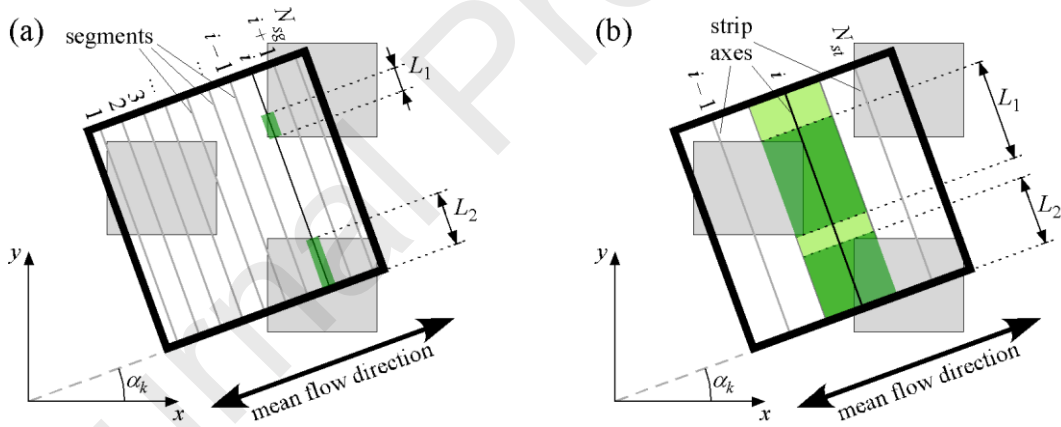 (a)
segments
1
2
3
...
i – 1
i
i + 1
N_sg
L_1
L_2
y
x
α_k
mean flow direction
(b)
strip
axes
i – 1
i
N_st
L_1
L_2
y
x
α_k
mean flow direction